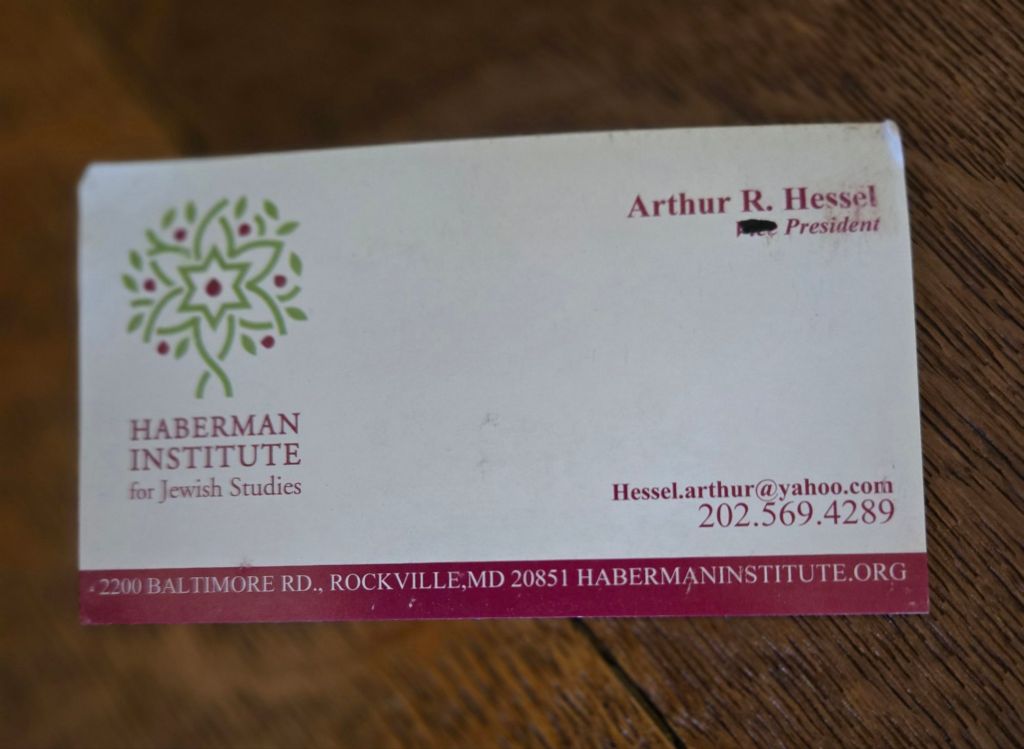 Arthur R. Hessel
President
HABERMAN
INSTITUTE
for Jewish Studies
Hessel.arthur@yahoo.com
202.569.4289
2200 BALTIMORE RD., ROCKVILLE,MD 20851 HABERMANINSTITUTE.ORG